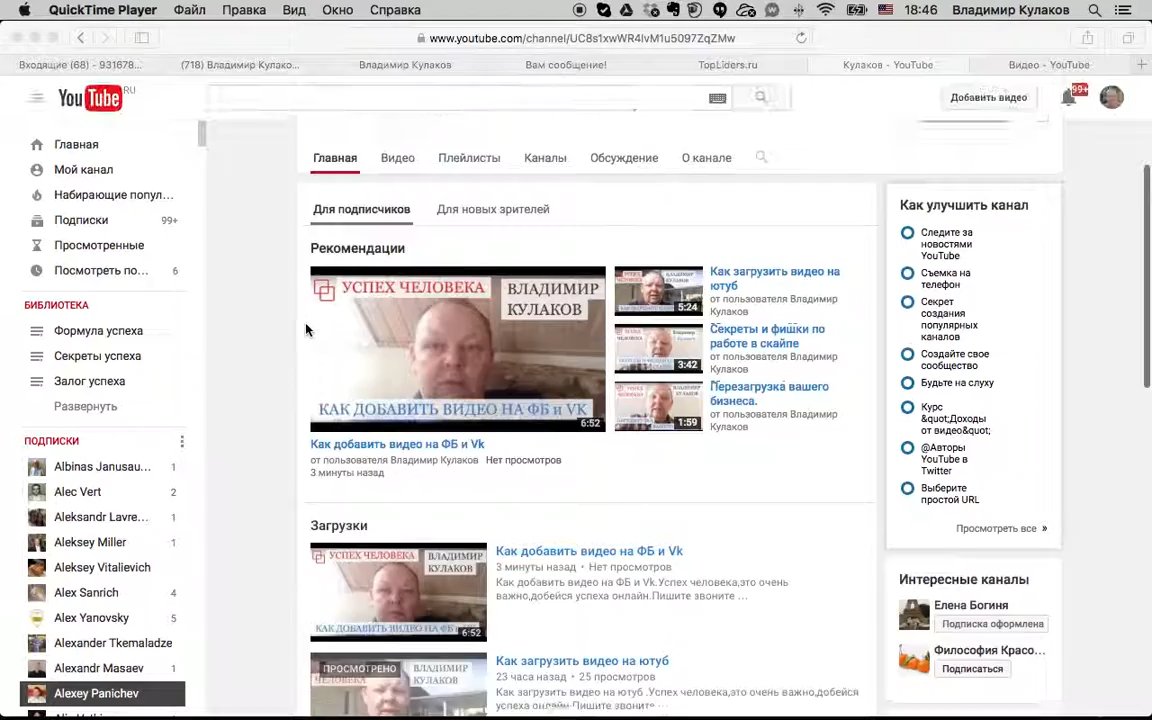 QuickTime Player Файл Правка Вид Окно Справка 18:46 Владимир Кулаков
www.youtube.com/channel/UC8s1xwWR4lvM1u5097ZqZMw
Входящие (68) - 931678... (718) Владимир Кулако... Владимир Кулаков Вам сообщение! TopLiders.ru Кулаков - YouTube Видео - YouTube
YouTube RU Добавить видео 99+
Главная
Мой канал
Набирающие попул...
Подписки 99+
Просмотренные
Посмотреть по... 6
БИБЛИОТЕКА
Формула успеха
Секреты успеха
Залог успеха
Развернуть
ПОДПИСКИ
Albinas Janusau... 1
Alec Vert 2
Aleksandr Lavre... 1
Aleksey Miller 1
Aleksey Vitalievich
Alex Sanrich 4
Alex Yanovsky 5
Alexander Tkemaladze
Alexandr Masaev 1
Alexey Panichev
Главная Видео Плейлисты Каналы Обсуждение О канале
Для подписчиков Для новых зрителей
Рекомендации
УСПЕХ ЧЕЛОВЕКА
ВЛАДИМИР
КУЛАКОВ
КАК ДОБАВИТЬ ВИДЕО НА ФБ и VK
6:52
Как добавить видео на ФБ и Vk
от пользователя Владимир Кулаков Нет просмотров
3 минуты назад
5:24
Как загрузить видео на
ютуб
от пользователя Владимир
Кулаков
3:42
Секреты и фишки по
работе в скайпе
от пользователя Владимир
Кулаков
1:59
Перезагрузка вашего
бизнеса.
от пользователя Владимир
Кулаков
Загрузки
УСПЕХ ЧЕЛОВЕКА
ВЛАДИМИР
КУЛАКОВ
6:52
Как добавить видео на ФБ и Vk
3 минуты назад • Нет просмотров
Как добавить видео на ФБ и Vk.Успех человека,это очень
важно,добейся успеха онлайн.Пишите звоните ...
ПРОСМОТРЕНО
ВЛАДИМИР
КУЛАКОВ
Как загрузить видео на ютуб
23 часа назад • 25 просмотров
Как загрузить видео на ютуб .Успех человека,это очень важно,добейся
успеха онлайн.Пишите звоните ...
Как улучшить канал
Следите за
новостями
YouTube
Съемка на
телефон
Секрет
создания
популярных
каналов
Создайте свое
сообщество
Будьте на слуху
Курс
&quot;Доходы
от видео&quot;
@Авторы
YouTube в
Twitter
Выберите
простой URL
Просмотреть все »
Интересные каналы
Елена Богиня
Подписка оформлена
Философия Красо...
Подписаться